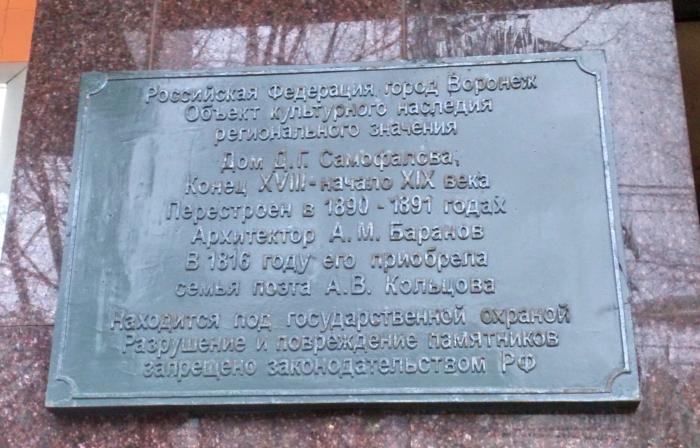 Российская Федерация, город Воронеж
Объект культурного наследия
регионального значения
Дом Д.Г. Самофалова,
Конец XVIII - начало XIX века
Перестроен в 1890 - 1891 годах
Архитектор А.М. Баранов
В 1816 году его приобрела
семья поэта А.В. Кольцова
Находится под государственной охраной
Разрушение и повреждение памятников
запрещено законодательством РФ